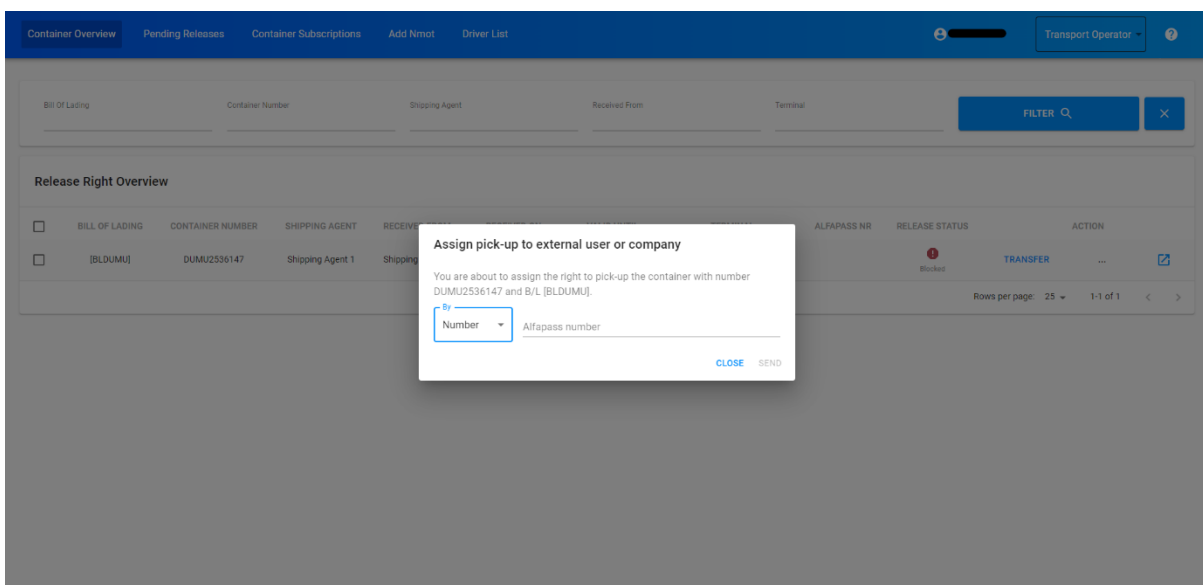 Container Overview Pending Releases Container Subscriptions Add Nmot Driver List Transport Operator ?
Bill Of Lading Container Number Shipping Agent Received From Terminal
FILTER
Release Right Overview
BILL OF LADING CONTAINER NUMBER SHIPPING AGENT ALFAPASS NR RELEASE STATUS ACTION
[BLDUMU] DUMU2536147 Shipping Agent 1 Shipping Blocked TRANSFER ...
Rows per page: 25 1-1 of 1
Assign pick-up to external user or company
You are about to assign the right to pick-up the container with number
DUMU2536147 and B/L [BLDUMU].
By
Number Alfapass number
CLOSE SEND